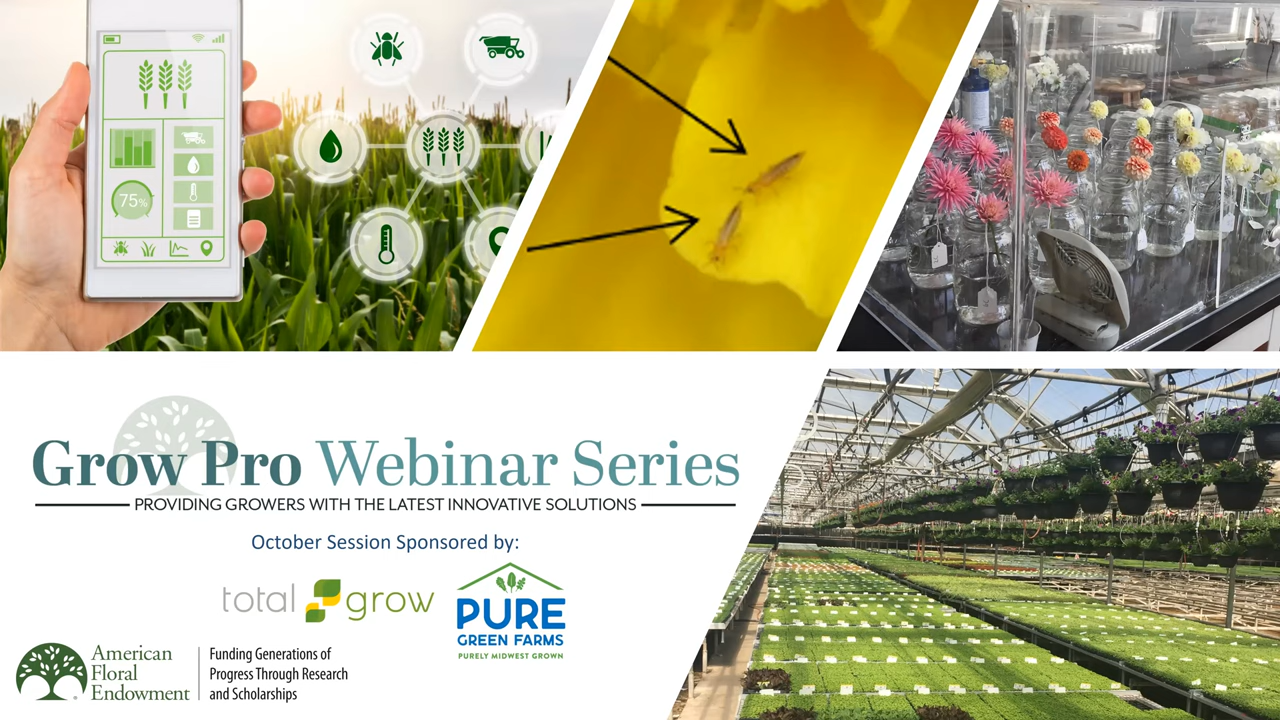 75%
Grow Pro Webinar Series
PROVIDING GROWERS WITH THE LATEST INNOVATIVE SOLUTIONS
October Session Sponsored by:
total grow
PURE
GREEN FARMS
PURELY MIDWEST GROWN
American
Floral
Endowment®
Funding Generations of
Progress Through Research
and Scholarships